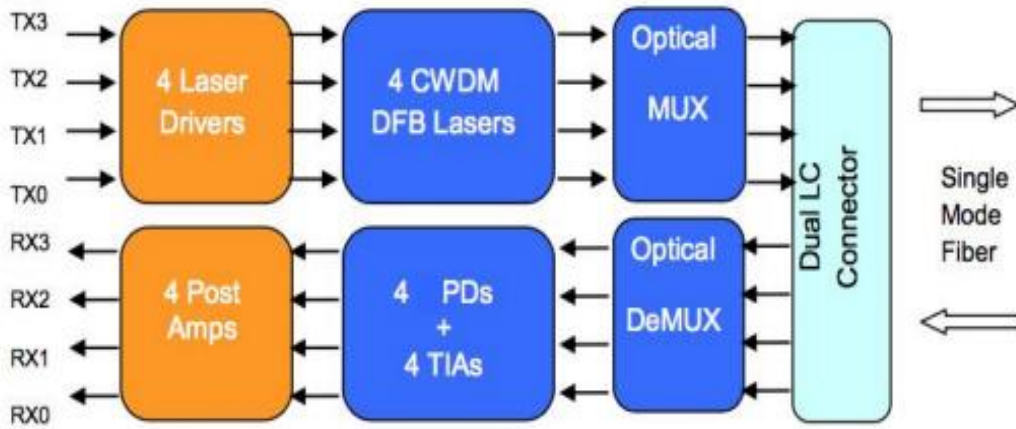 TX3
TX2
TX1
TX0
4 Laser
Drivers
4 CWDM
DFB Lasers
Optical
MUX
RX3
RX2
RX1
RX0
4 Post
Amps
4 PDs
+
4 TIAs
Optical
DeMUX
Dual LC
Connector
Single
Mode
Fiber